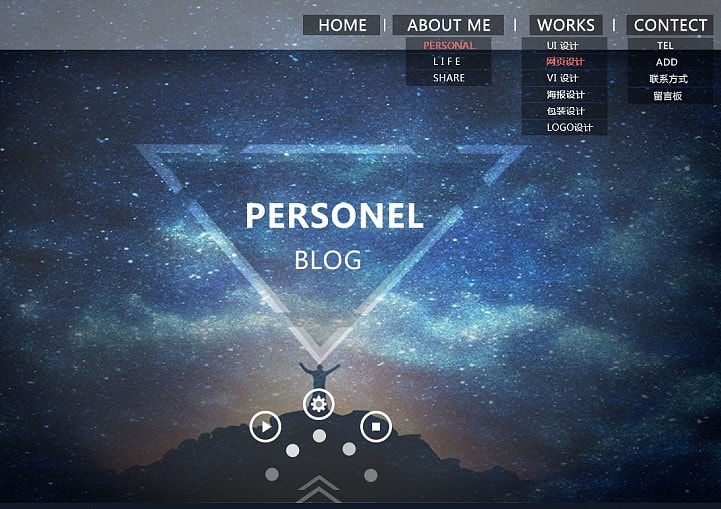 HOME | ABOUT ME | WORKS | CONTECT
PERSONAL
LIFE
SHARE
UI 设计
网页设计
VI 设计
海报设计
包装设计
LOGO设计
TEL
ADD
联系方式
留言板
PERSONEL
BLOG